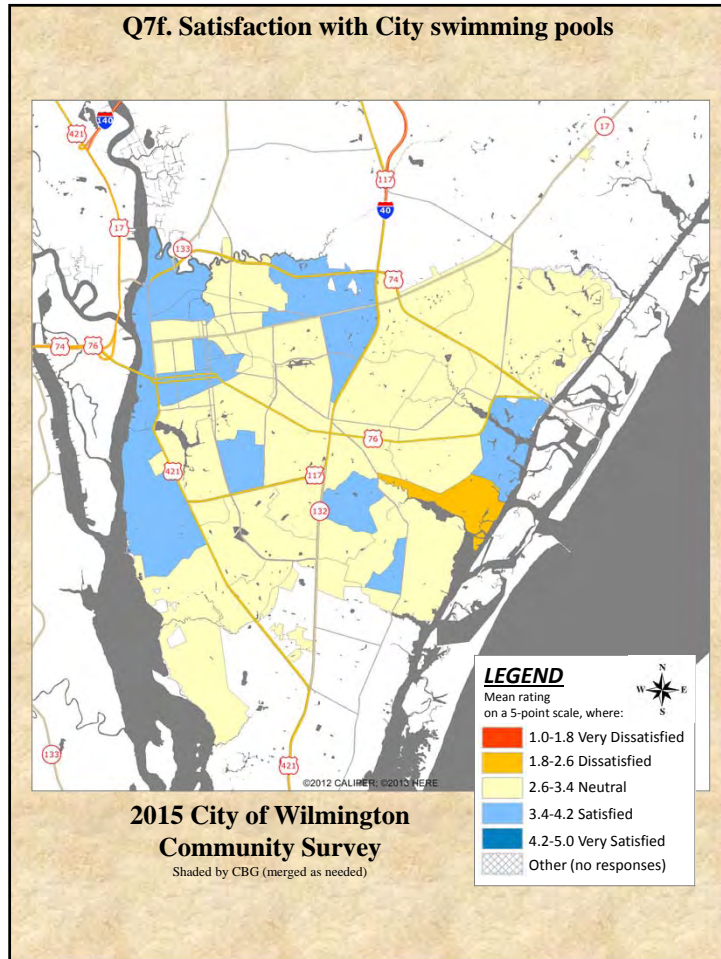 Q7f. Satisfaction with City swimming pools
140
421
17
117
17
40
133
74
74
76
76
421
117
132
133
421
©2012 CALIPER; ©2013 HERE
LEGEND
Mean rating
on a 5-point scale, where:
N
W
E
S
1.0-1.8 Very Dissatisfied
1.8-2.6 Dissatisfied
2.6-3.4 Neutral
3.4-4.2 Satisfied
4.2-5.0 Very Satisfied
Other (no responses)
2015 City of Wilmington
Community Survey
Shaded by CBG (merged as needed)